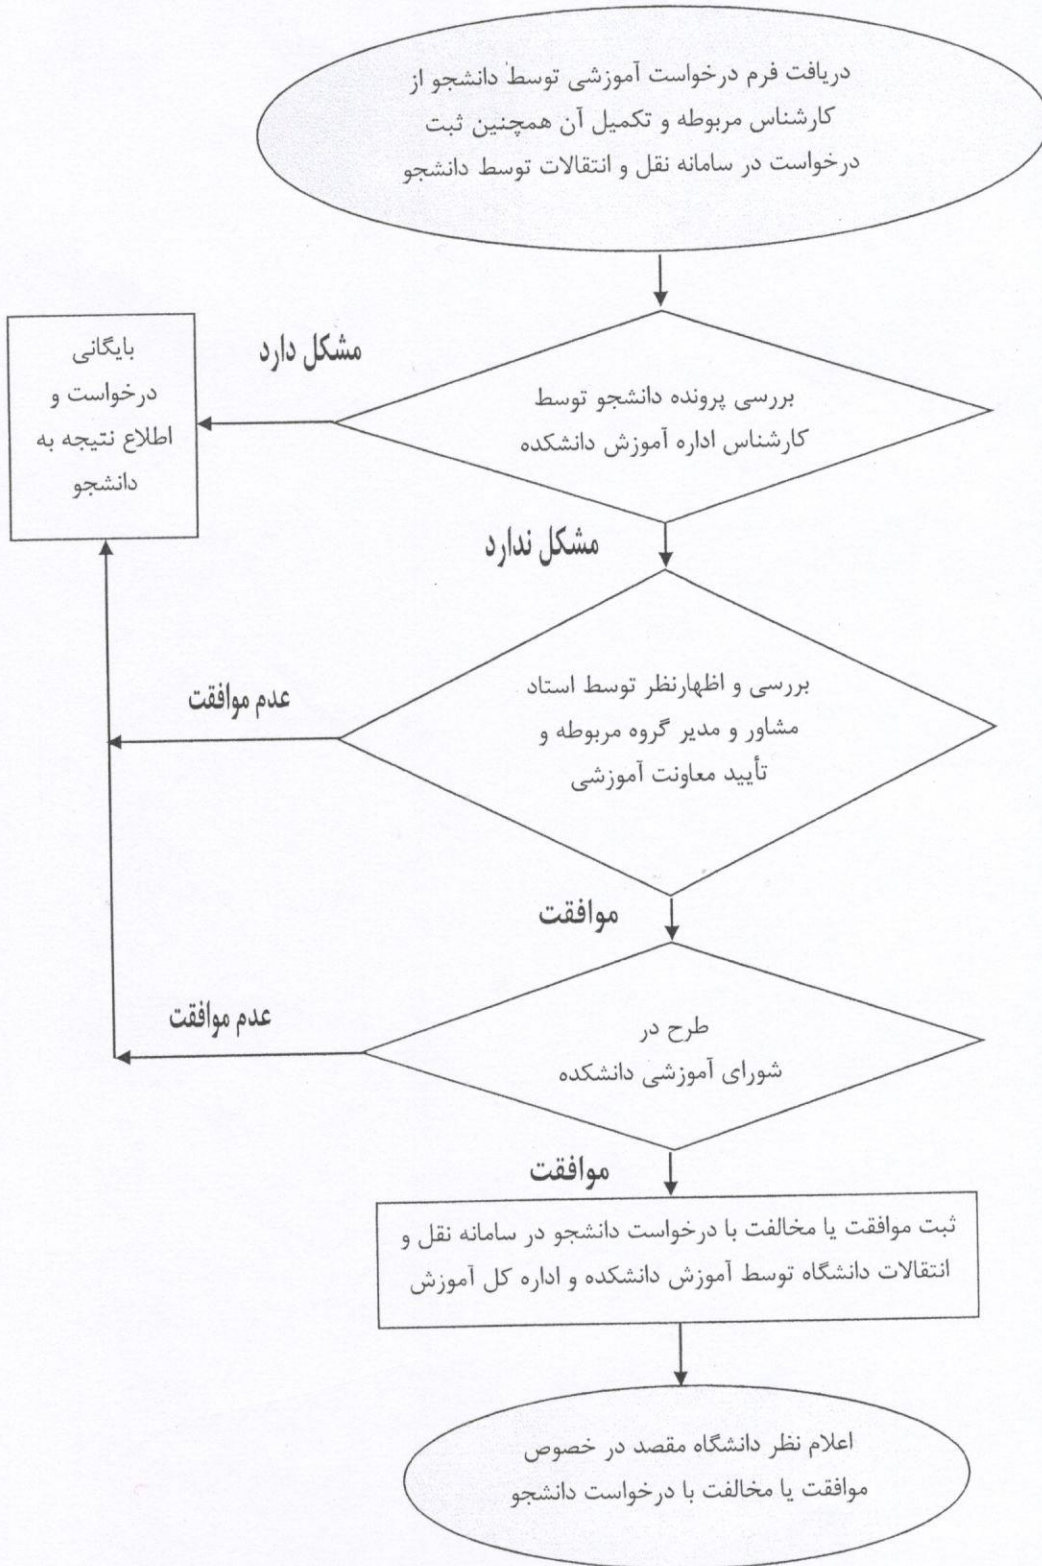 دریافت فرم درخواست آموزشی توسط دانشجو از
کارشناس مربوطه و تکمیل آن همچنین ثبت
درخواست در سامانه نقل و انتقالات توسط دانشجو
بررسی پرونده دانشجو توسط
کارشناس اداره آموزش دانشکده
مشکل دارد
بایگانی
درخواست و
اطلاع نتیجه به
دانشجو
مشکل ندارد
بررسی و اظهارنظر توسط استاد
مشاور و مدیر گروه مربوطه و
تأیید معاونت آموزشی
عدم موافقت
موافقت
طرح در
شورای آموزشی دانشکده
عدم موافقت
موافقت
ثبت موافقت یا مخالفت با درخواست دانشجو در سامانه نقل و
انتقالات دانشگاه توسط آموزش دانشکده و اداره کل آموزش
اعلام نظر دانشگاه مقصد در خصوص
موافقت یا مخالفت با درخواست دانشجو